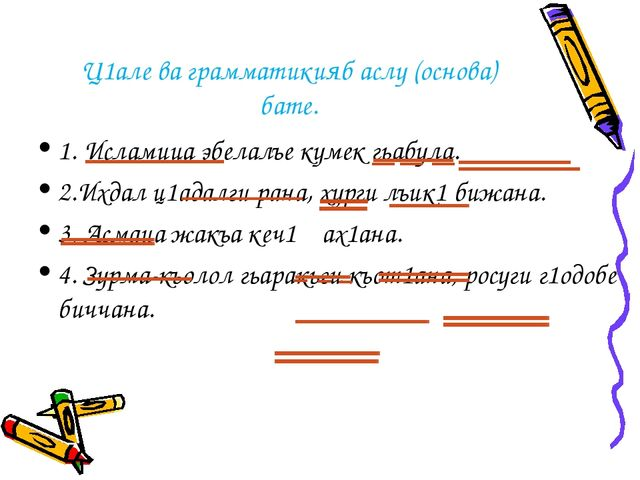 Ц1але ва грамматикияб аслу (основа)
бате.
1. Исламица эбелалъе кумек гьабула.
2.Ихдал ц1адалги рана, хурги лъик1 бижана.
3. Асмаца жакъа кеч1 ах1ана.
4. Зурма-къолол гьаракьги къот1ана, росуги г1одобе
биччана.